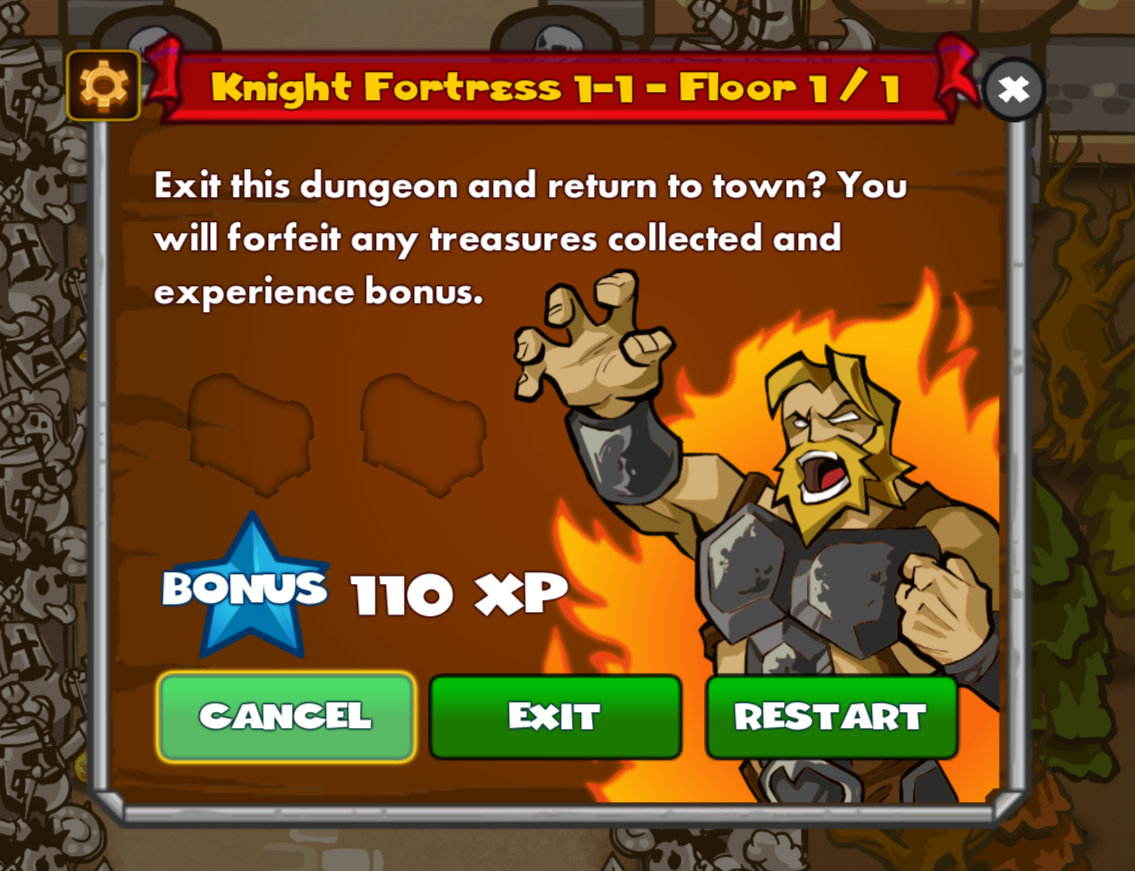 Knight Fortress 1-1 - Floor 1 / 1
Exit this dungeon and return to town? You
will forfeit any treasures collected and
experience bonus.
BONUS 110 XP
CANCEL EXIT RESTART